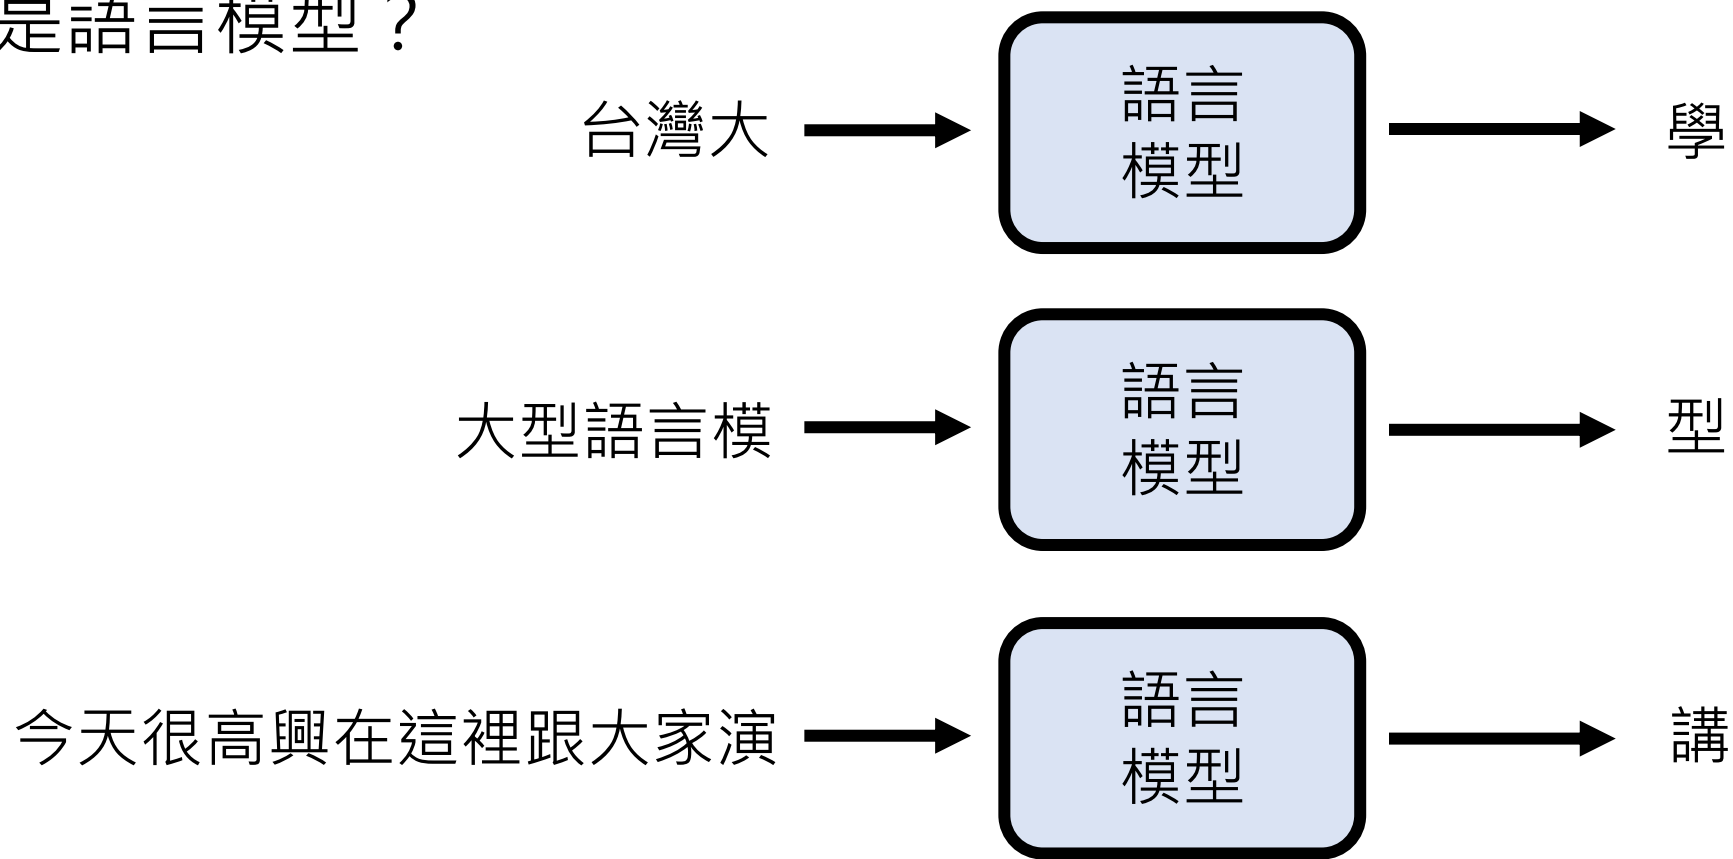 是語言模型？
台灣大
語言
模型
學
大型語言模
語言
模型
型
今天很高興在這裡跟大家演
語言
模型
講